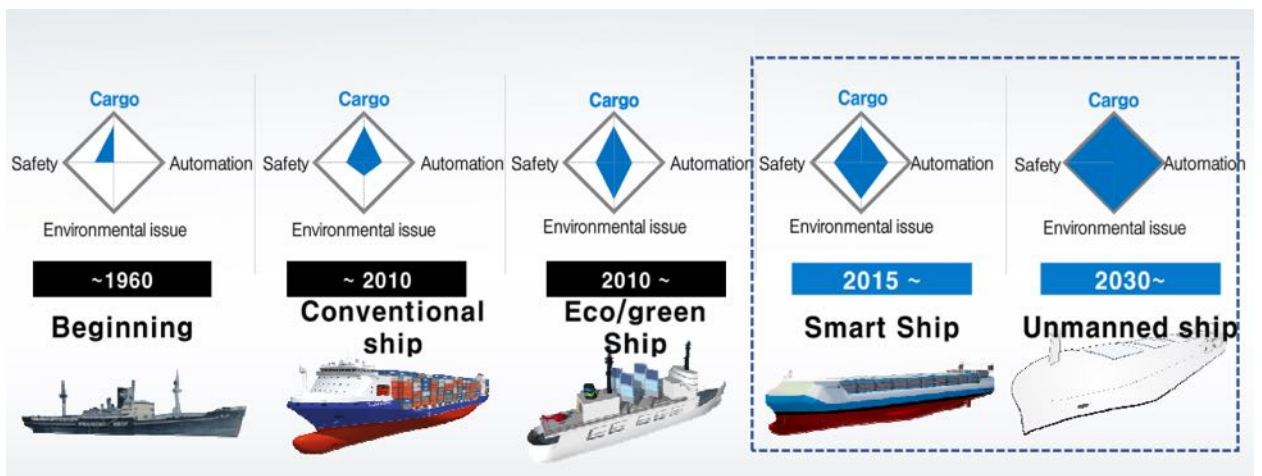 Cargo
Safety
Automation
Environmental issue
~1960
Beginning
Cargo
Safety
Automation
Environmental issue
~ 2010
Conventional
ship
Cargo
Safety
Automation
Environmental issue
2010 ~
Eco/green
Ship
Cargo
Safety
Automation
Environmental issue
2015 ~
Smart Ship
Cargo
Safety
Automation
Environmental issue
2030~
Unmanned ship